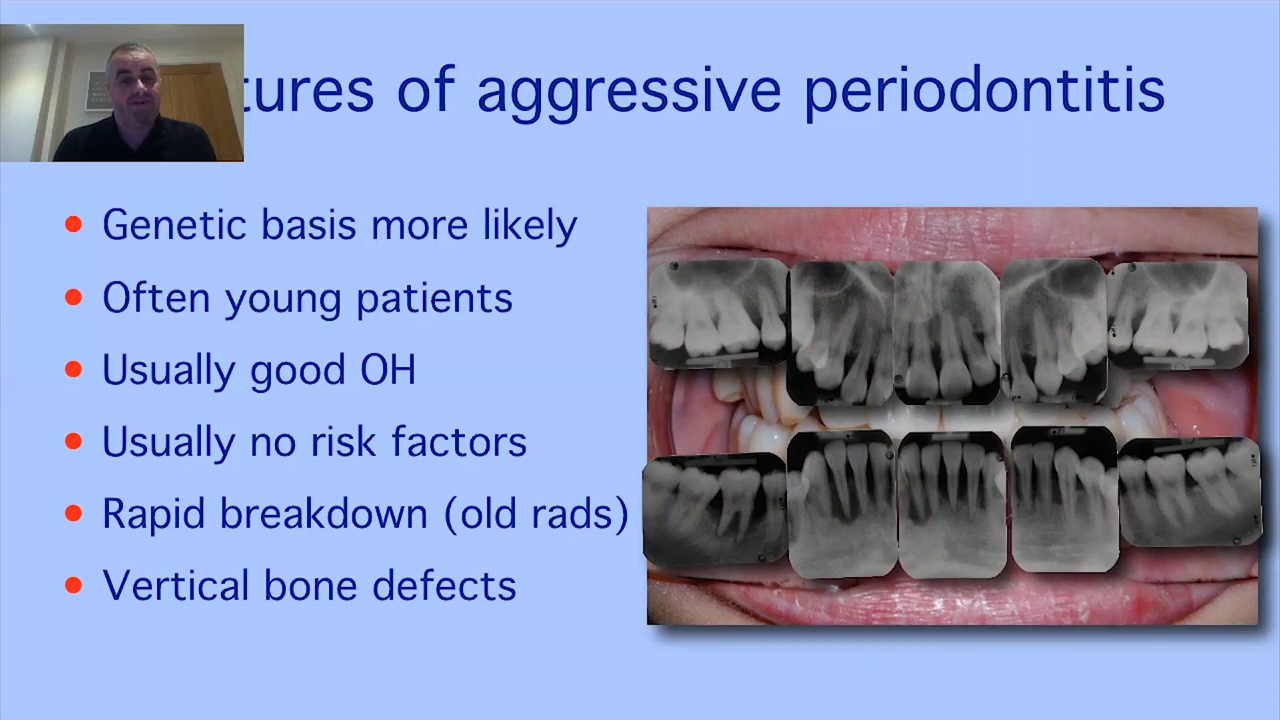 tures of aggressive periodontitis
Genetic basis more likely
Often young patients
Usually good OH
Usually no risk factors
Rapid breakdown (old rads)
Vertical bone defects